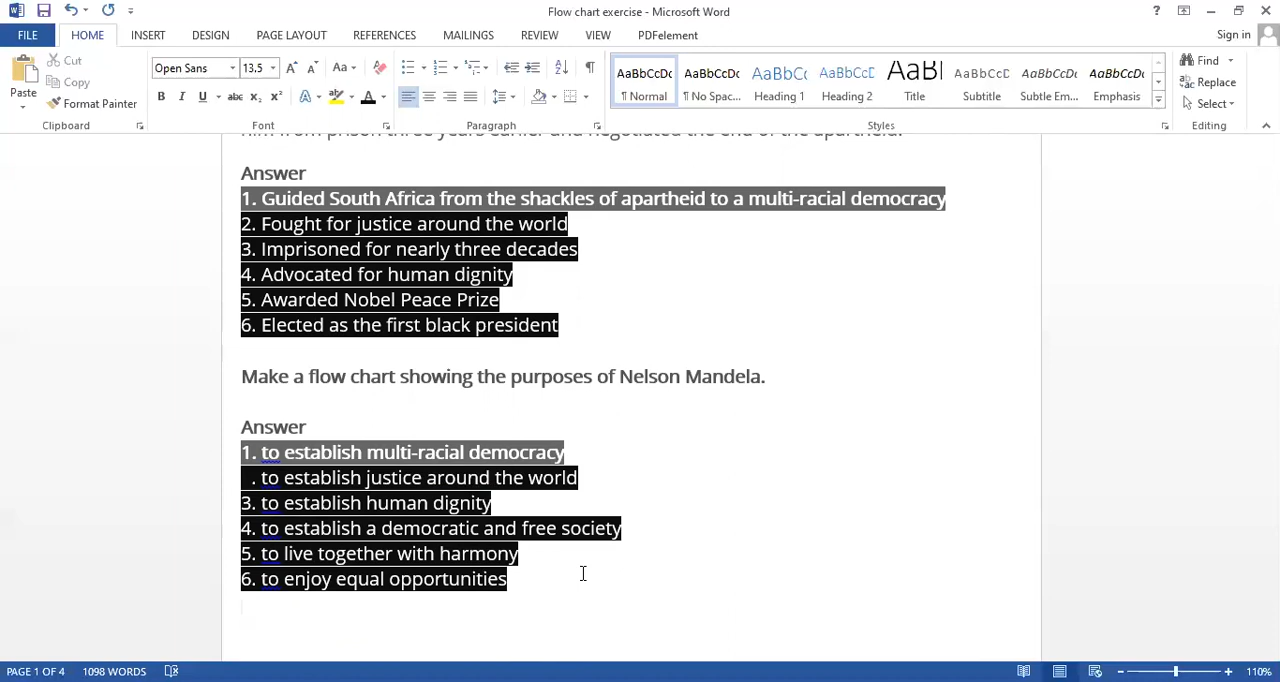 Flow chart exercise - Microsoft Word
?
FILE HOME INSERT DESIGN PAGE LAYOUT REFERENCES MAILINGS REVIEW VIEW PDFelement Sign in
Paste
Cut
Copy
Format Painter
Clipboard
Open Sans 13.5 Aa
B I U abc X₂ X² A A
Font
Paragraph
AaBbCcDc AaBbCcDc AaBbCc AaBbCcD AaBl AaBbCcD AaBbCcDc AaBbCcDc
¶ Normal ¶ No Spac... Heading 1 Heading 2 Title Subtitle Subtle Em... Emphasis
Styles
Find
Replace
Select
Editing
him from prison three years earlier and negotiated the end of the apartheid.
Answer
1. Guided South Africa from the shackles of apartheid to a multi-racial democracy
2. Fought for justice around the world
3. Imprisoned for nearly three decades
4. Advocated for human dignity
5. Awarded Nobel Peace Prize
6. Elected as the first black president
Make a flow chart showing the purposes of Nelson Mandela.
Answer
1. to establish multi-racial democracy
. to establish justice around the world
3. to establish human dignity
4. to establish a democratic and free society
5. to live together with harmony
6. to enjoy equal opportunities
PAGE 1 OF 4 1098 WORDS 110%